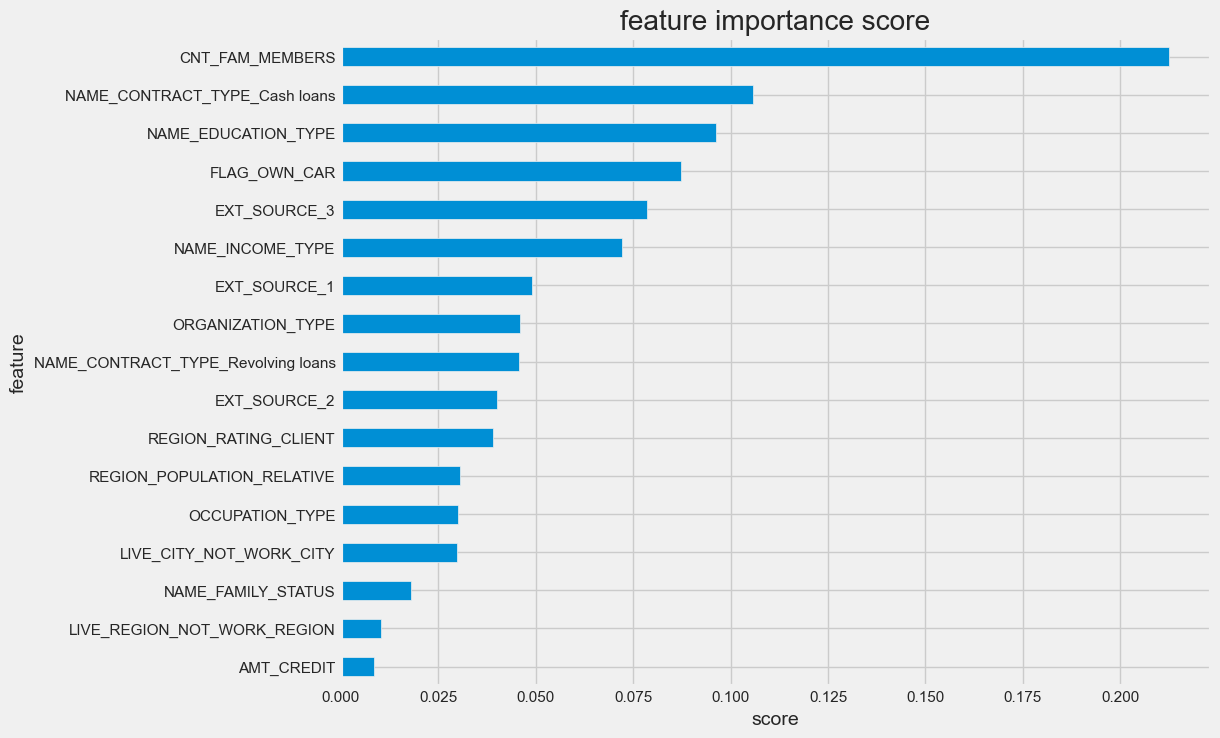 feature importance score
CNT_FAM_MEMBERS
NAME_CONTRACT_TYPE_Cash loans
NAME_EDUCATION_TYPE
FLAG_OWN_CAR
EXT_SOURCE_3
NAME_INCOME_TYPE
EXT_SOURCE_1
ORGANIZATION_TYPE
NAME_CONTRACT_TYPE_Revolving loans
EXT_SOURCE_2
REGION_RATING_CLIENT
REGION_POPULATION_RELATIVE
OCCUPATION_TYPE
LIVE_CITY_NOT_WORK_CITY
NAME_FAMILY_STATUS
LIVE_REGION_NOT_WORK_REGION
AMT_CREDIT
feature
0.000 0.025 0.050 0.075 0.100 0.125 0.150 0.175 0.200
score